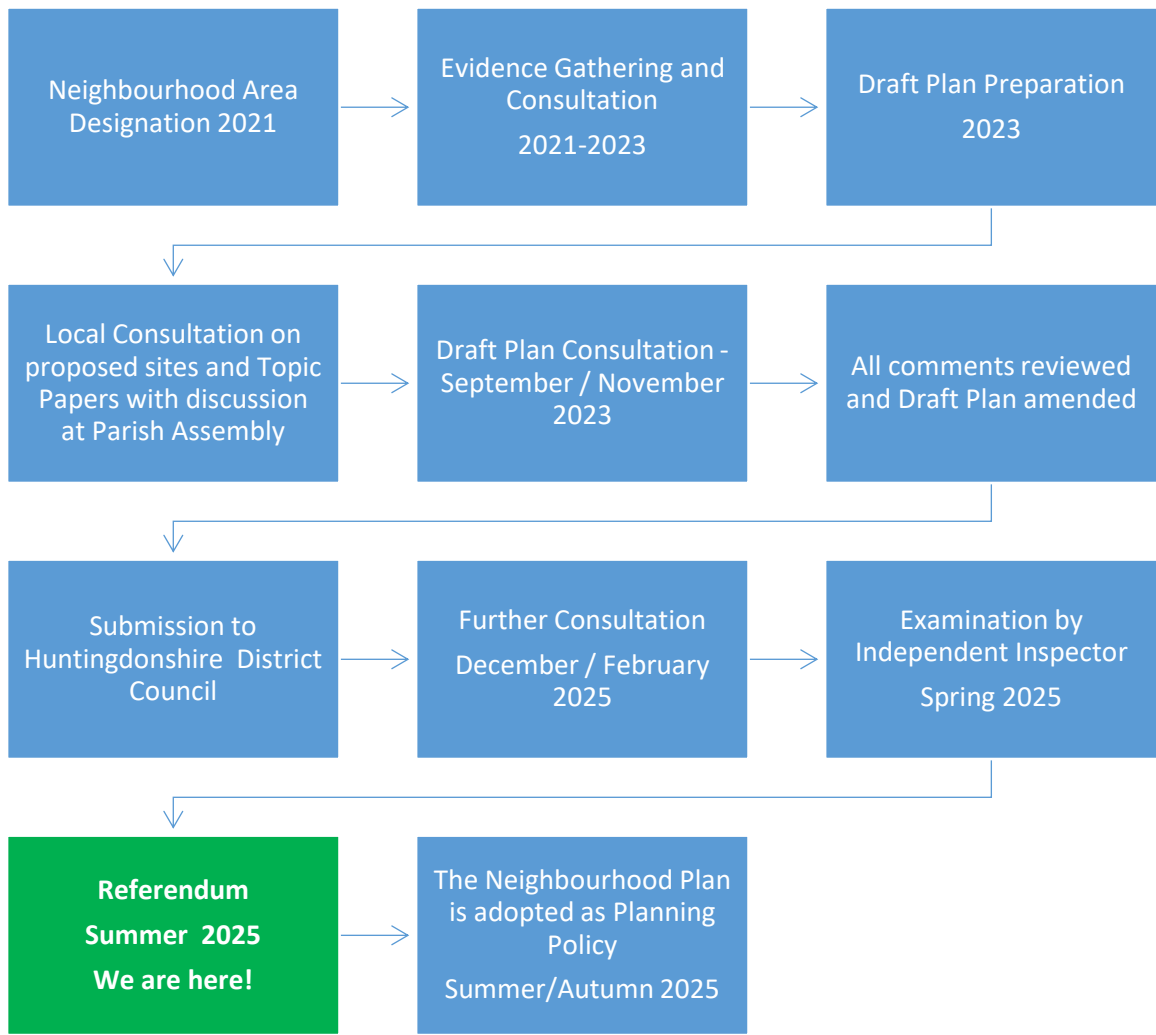 Neighbourhood Area
Designation 2021
Evidence Gathering and
Consultation
2021-2023
Draft Plan Preparation
2023
Local Consultation on
proposed sites and Topic
Papers with discussion
at Parish Assembly
Draft Plan Consultation -
September / November
2023
All comments reviewed
and Draft Plan amended
Submission to
Huntingdonshire District
Council
Further Consultation
December / February
2025
Examination by
Independent Inspector
Spring 2025
Referendum
Summer 2025
We are here!
The Neighbourhood Plan
is adopted as Planning
Policy
Summer/Autumn 2025